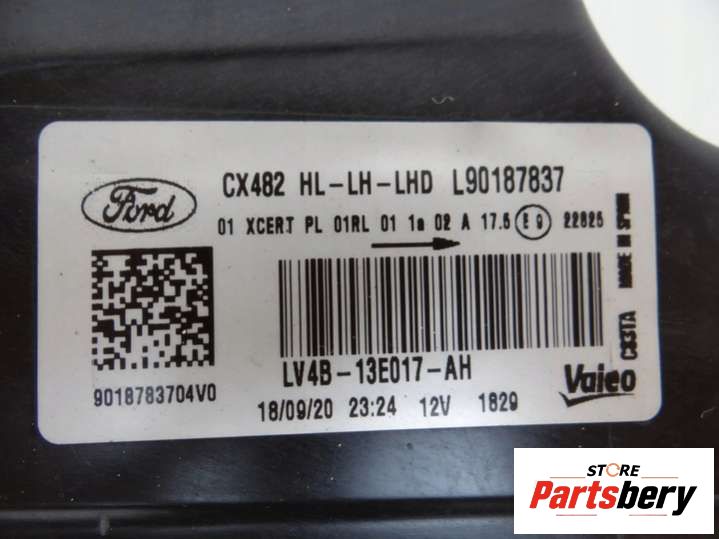 Ford
CX482 HL-LH-LHD L90187837
01 XCERT PL 01RL 01 1a 02 A 17.5 E9 22825
LV4B-13E017-AH
9018783704V0
18/09/20 23:24 12V 1829
Valeo
C33TA MADE IN SPAIN
STORE
Partsbery